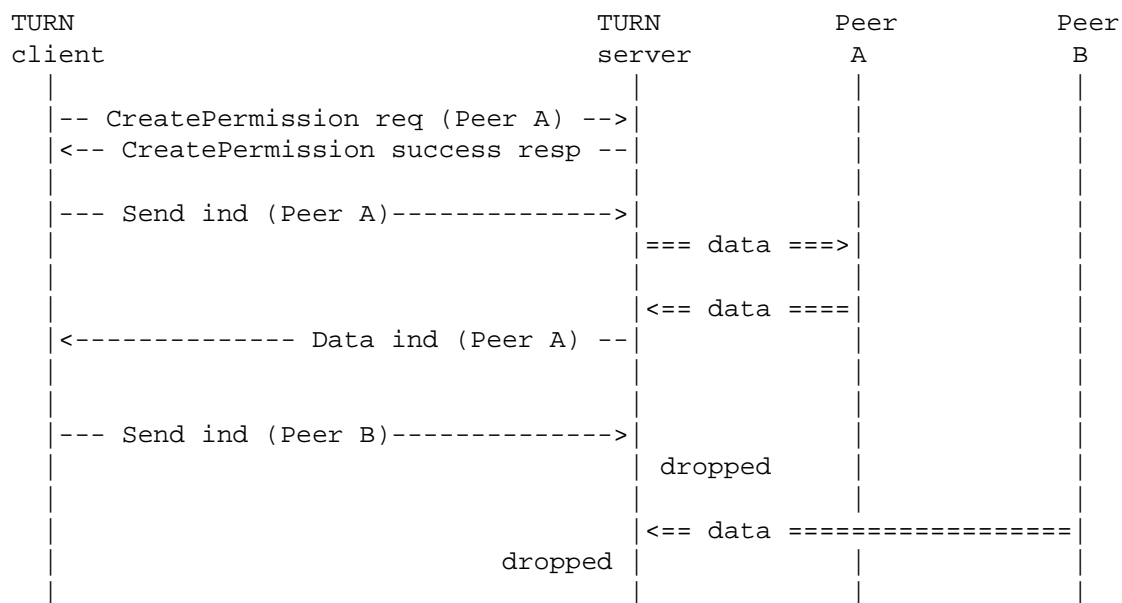 TURN                                 TURN           Peer          Peer
client                               server          A             B
  |                                    |             |             |
  |-- CreatePermission req (Peer A) -->|             |             |
  |<-- CreatePermission success resp --|             |             |
  |                                    |             |             |
  |--- Send ind (Peer A)-------------->|             |             |
  |                                    |=== data ===>|             |
  |                                    |             |             |
  |                                    |<== data ====|             |
  |<-------------- Data ind (Peer A) --|             |             |
  |                                    |             |             |
  |                                    |             |             |
  |--- Send ind (Peer B)-------------->|             |             |
  |                                    | dropped     |             |
  |                                    |             |             |
  |                                    |<== data ==================|
  |                            dropped |             |             |
  |                                    |             |             |